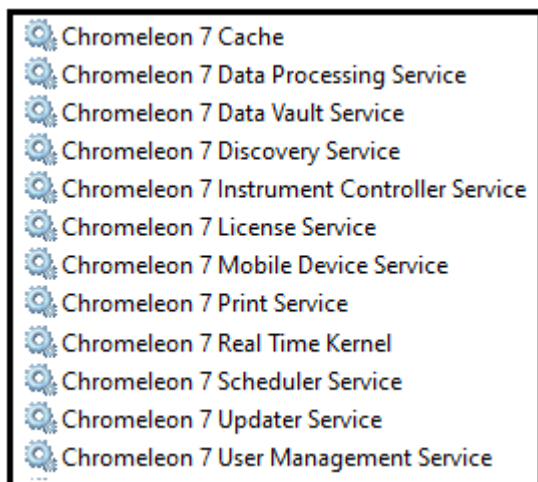 Chromeleon 7 Cache
Chromeleon 7 Data Processing Service
Chromeleon 7 Data Vault Service
Chromeleon 7 Discovery Service
Chromeleon 7 Instrument Controller Service
Chromeleon 7 License Service
Chromeleon 7 Mobile Device Service
Chromeleon 7 Print Service
Chromeleon 7 Real Time Kernel
Chromeleon 7 Scheduler Service
Chromeleon 7 Updater Service
Chromeleon 7 User Management Service